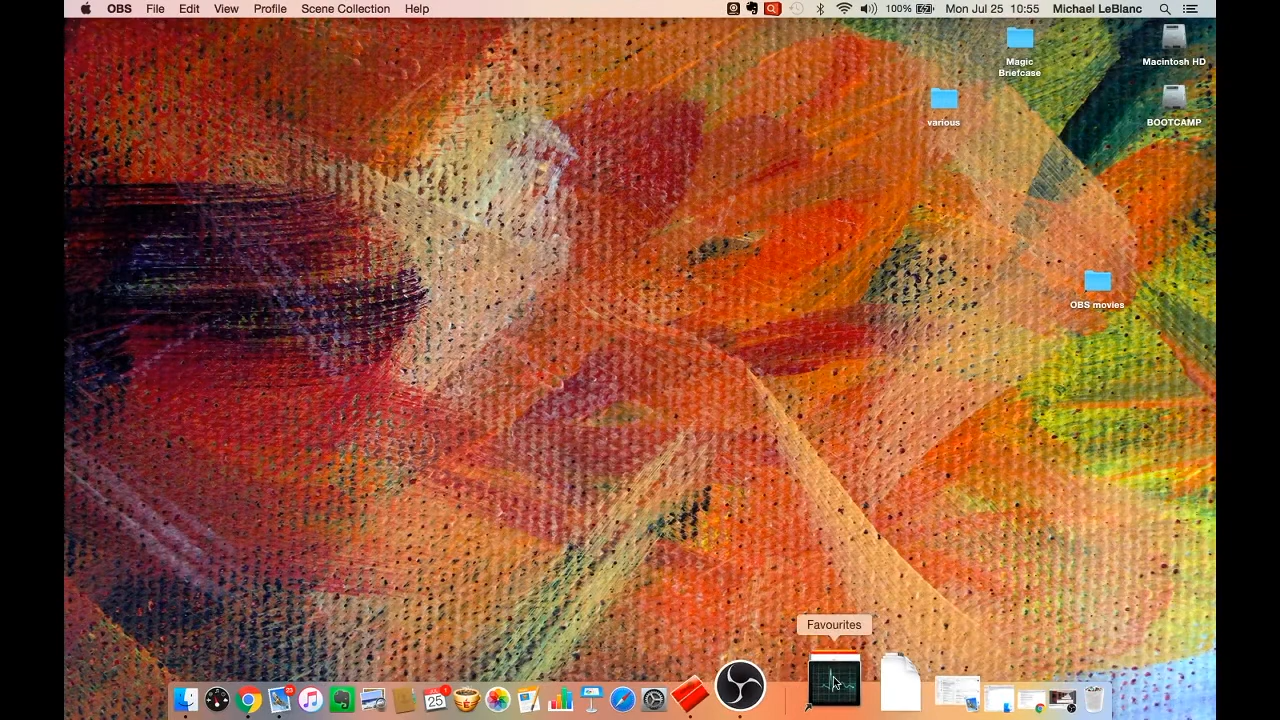 OBS File Edit View Profile Scene Collection Help 100% Mon Jul 25 10:55 Michael LeBlanc
Magic
Briefcase
Macintosh HD
various
BOOTCAMP
OBS movies
Favourites
25